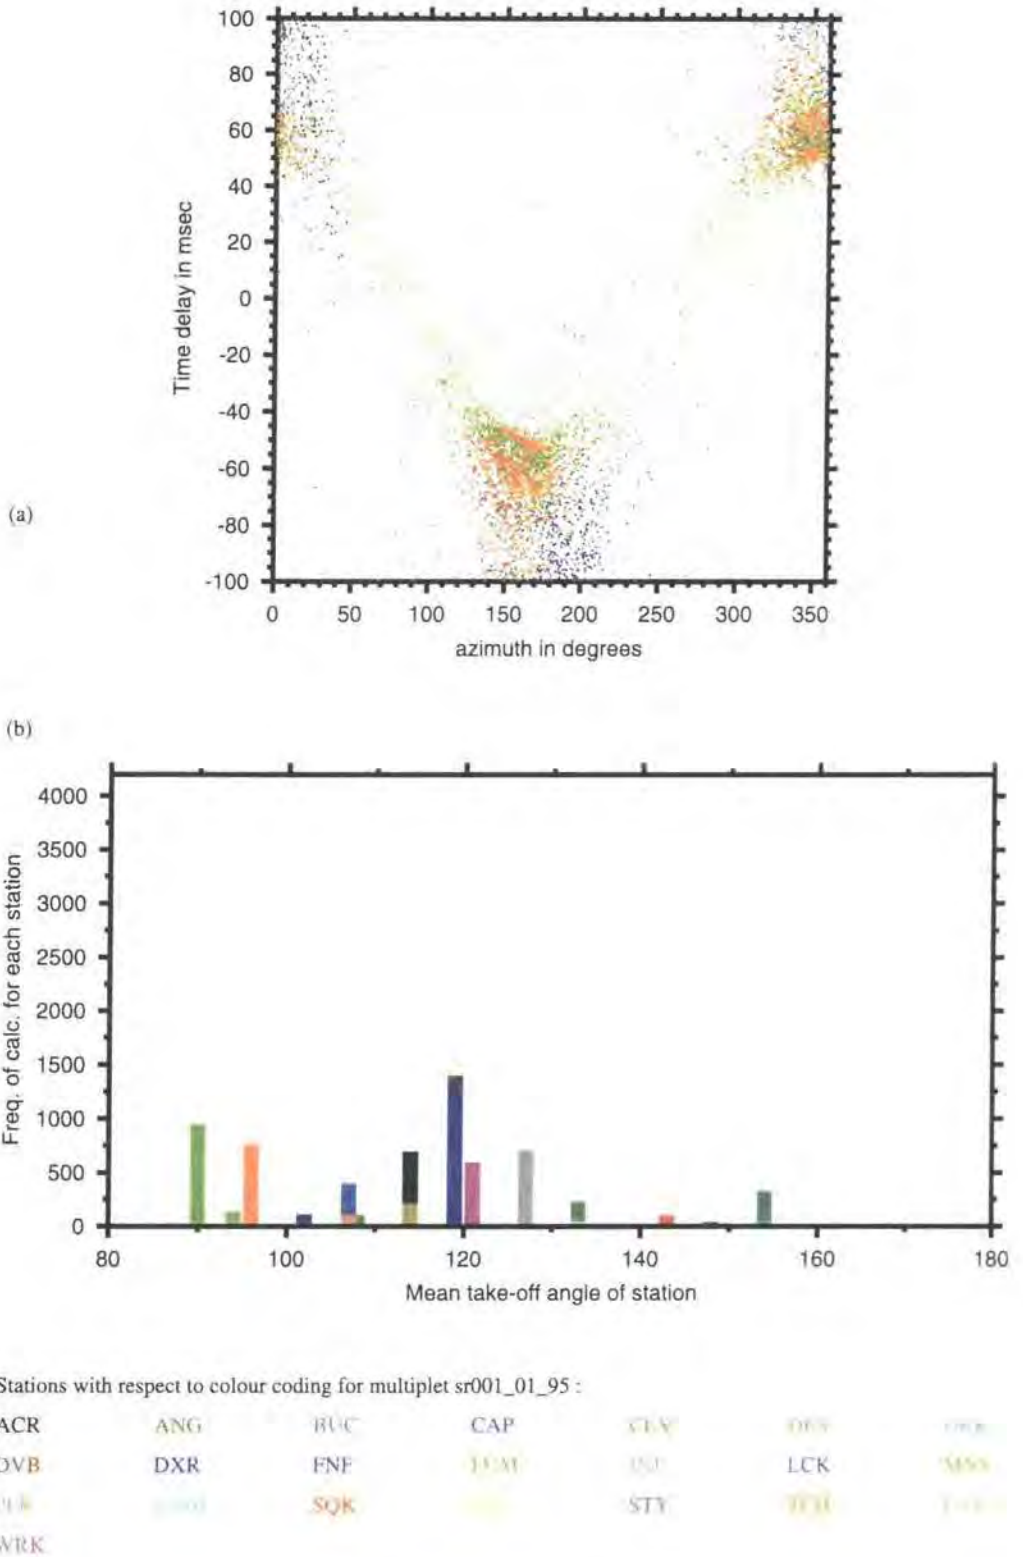 100
80
60
40
20
0
-20
-40
-60
-80
-100
Time delay in msec
0 50 100 150 200 250 300 350
azimuth in degrees
(a)
(b)
4000
3500
3000
2500
2000
1500
1000
500
0
Freq. of calc. for each station
80 100 120 140 160 180
Mean take-off angle of station
Stations with respect to colour coding for multiplet sr001_01_95 :
ACR ANG BUC CAP
DVB DXR FNF LCK
SQK STY
WRK